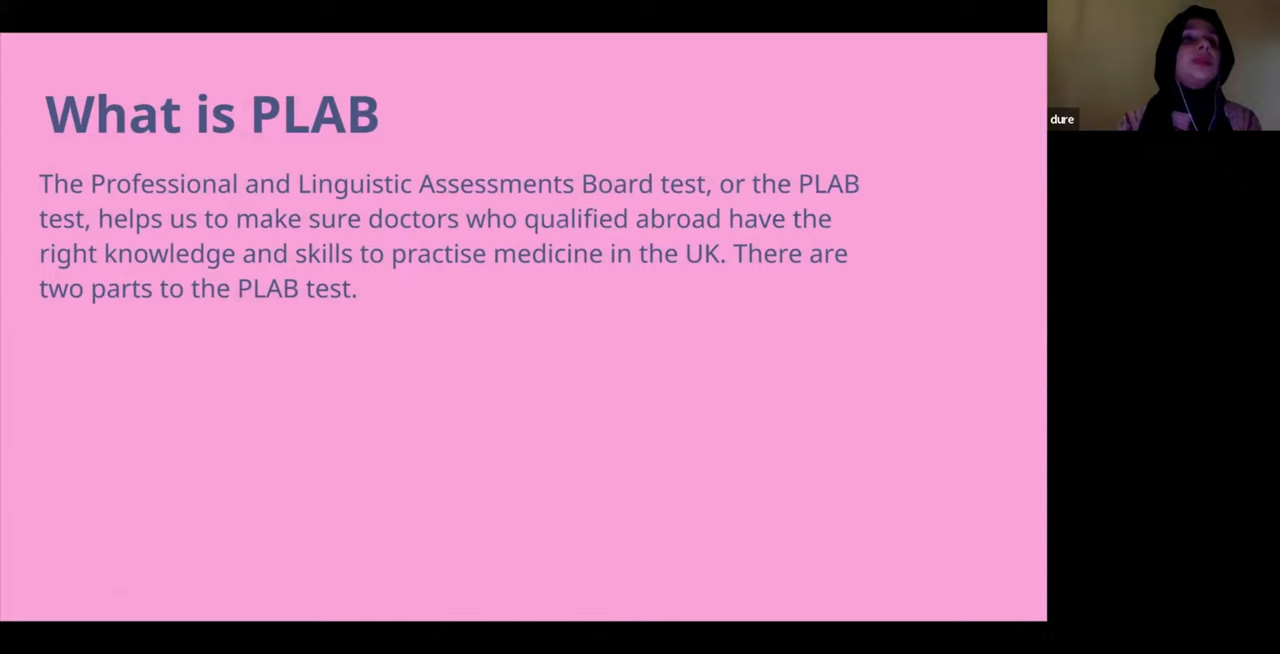 What is PLAB
The Professional and Linguistic Assessments Board test, or the PLAB
test, helps us to make sure doctors who qualified abroad have the
right knowledge and skills to practise medicine in the UK. There are
two parts to the PLAB test.
dure